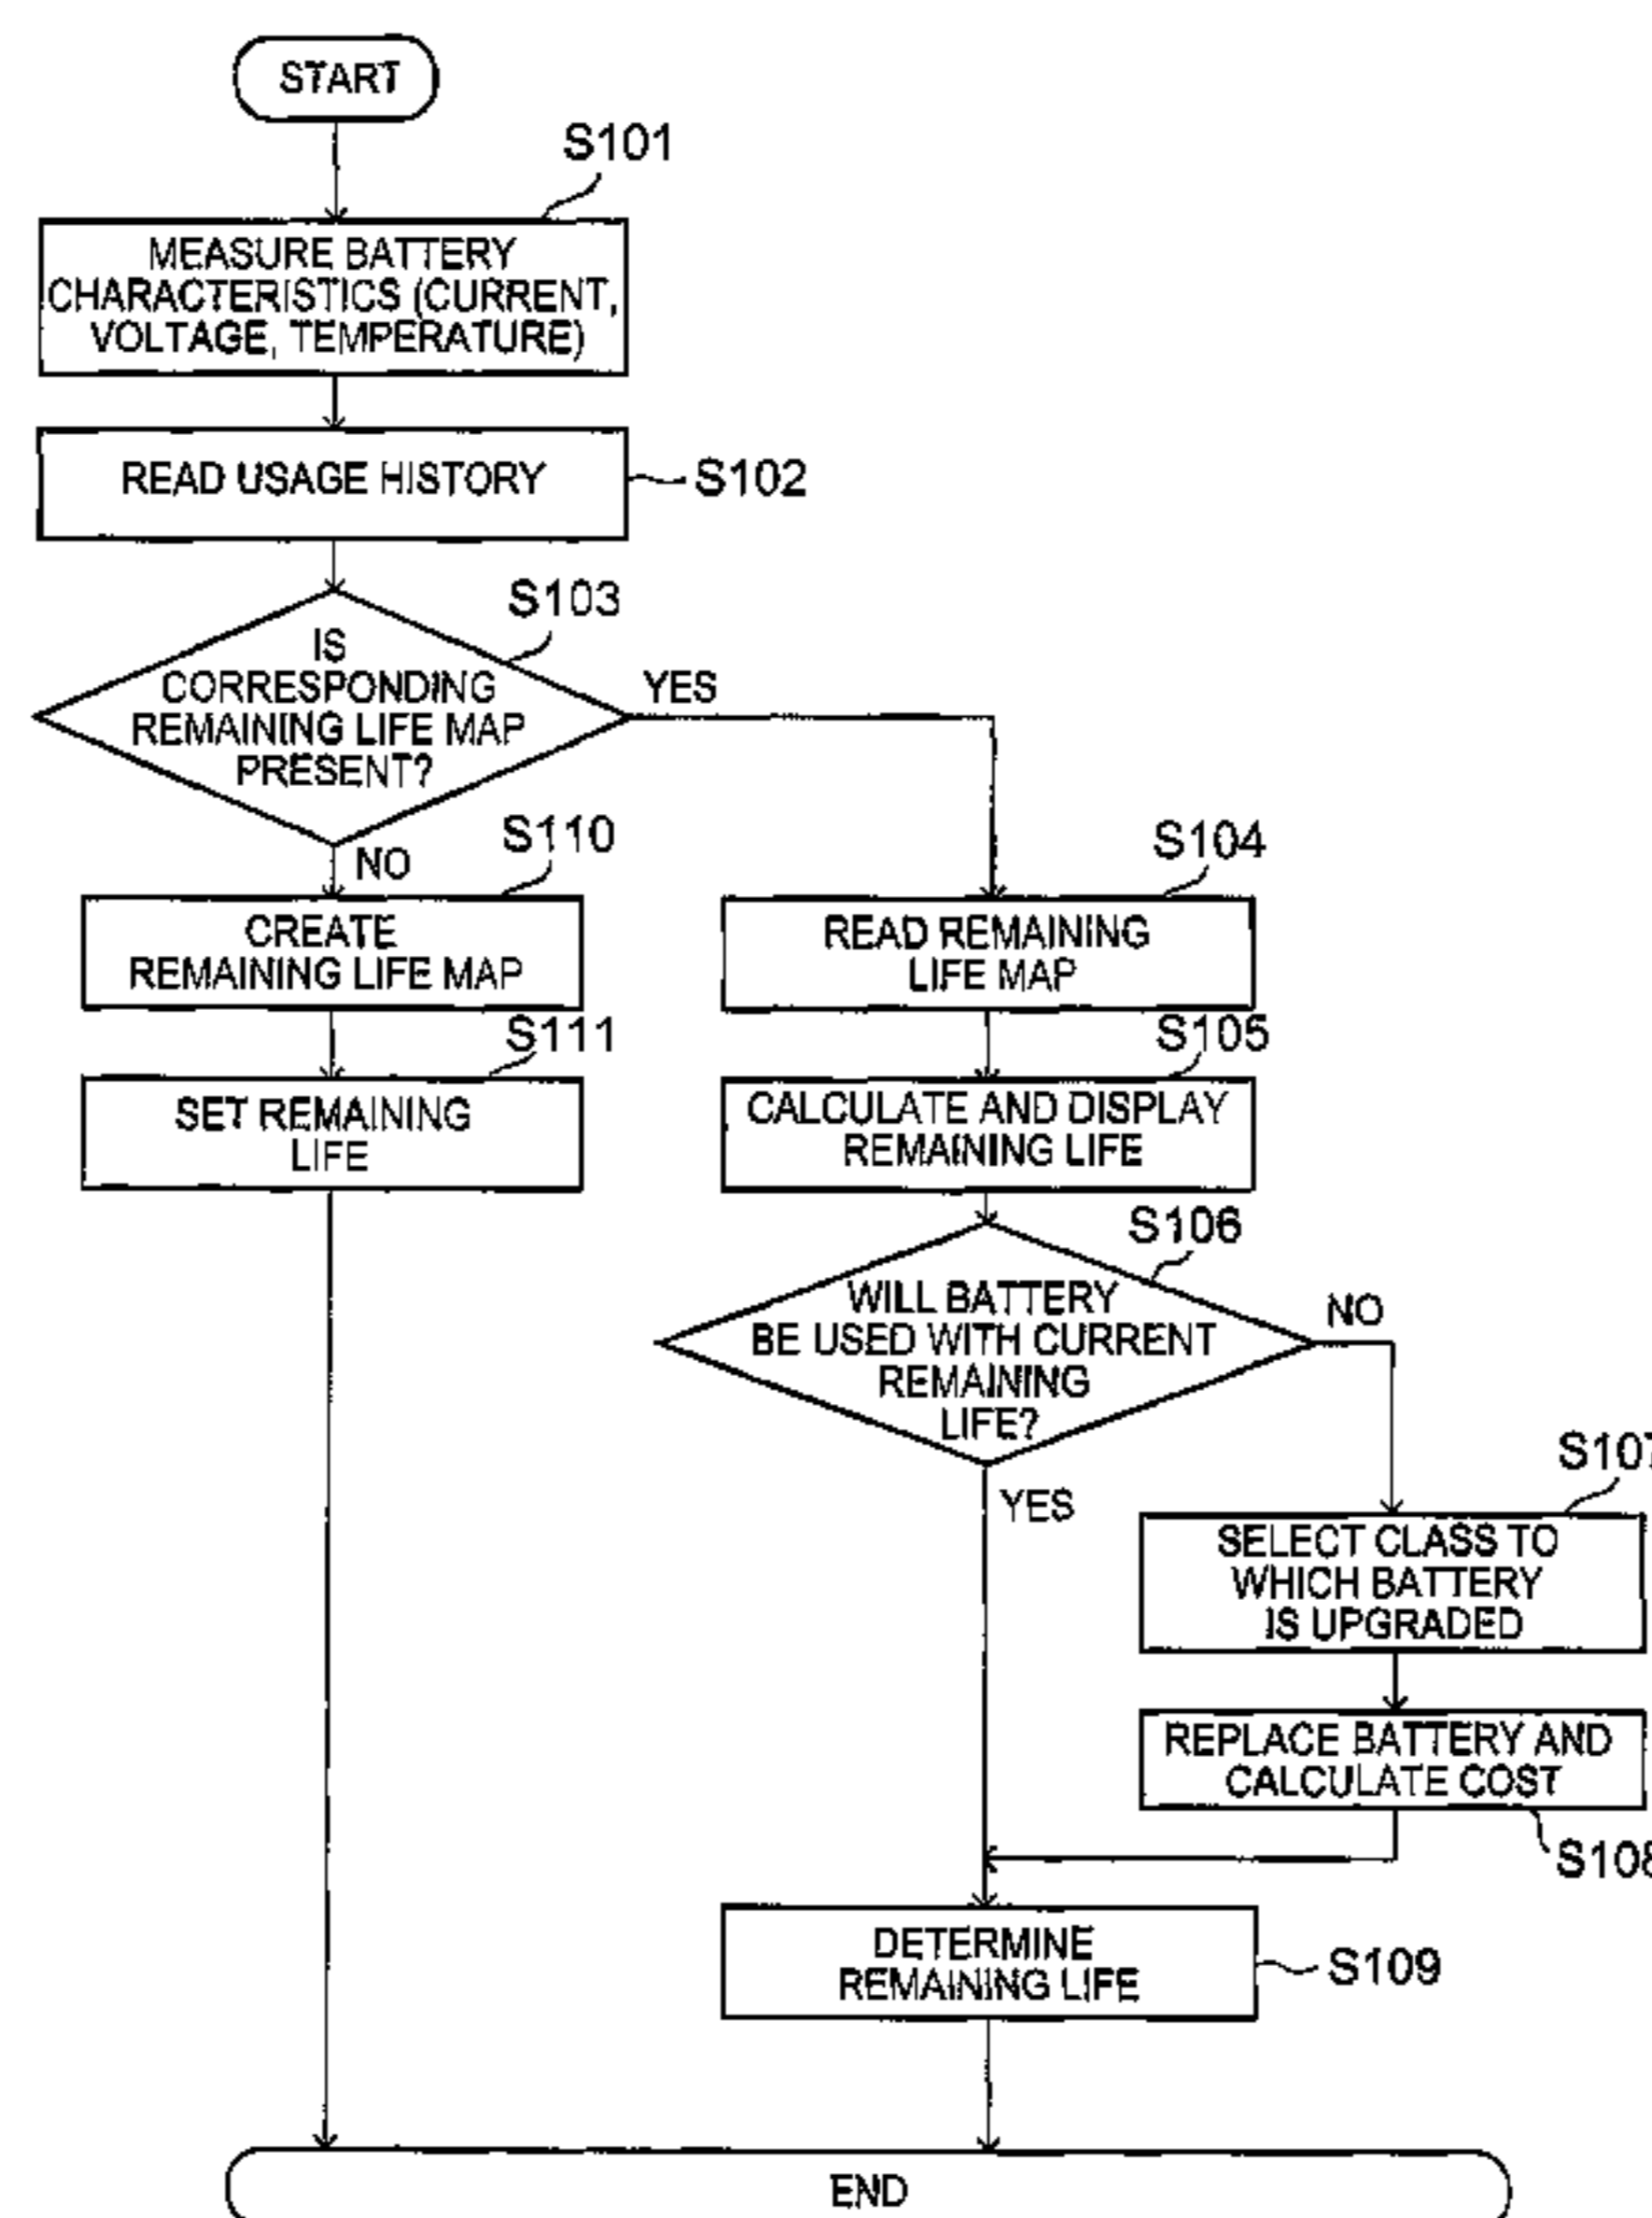 START
S101
MEASURE BATTERY
CHARACTERISTICS (CURRENT,
VOLTAGE, TEMPERATURE)
READ USAGE HISTORY
S102
S103
IS
CORRESPONDING
REMAINING LIFE MAP
PRESENT?
YES
NO
S110
CREATE
REMAINING LIFE MAP
S111
SET REMAINING
LIFE
S104
READ REMAINING
LIFE MAP
S105
CALCULATE AND DISPLAY
REMAINING LIFE
S106
WILL BATTERY
BE USED WITH CURRENT
REMAINING
LIFE?
NO
YES
S107
SELECT CLASS TO
WHICH BATTERY
IS UPGRADED
REPLACE BATTERY AND
CALCULATE COST
S108
DETERMINE
REMAINING LIFE
S109
END